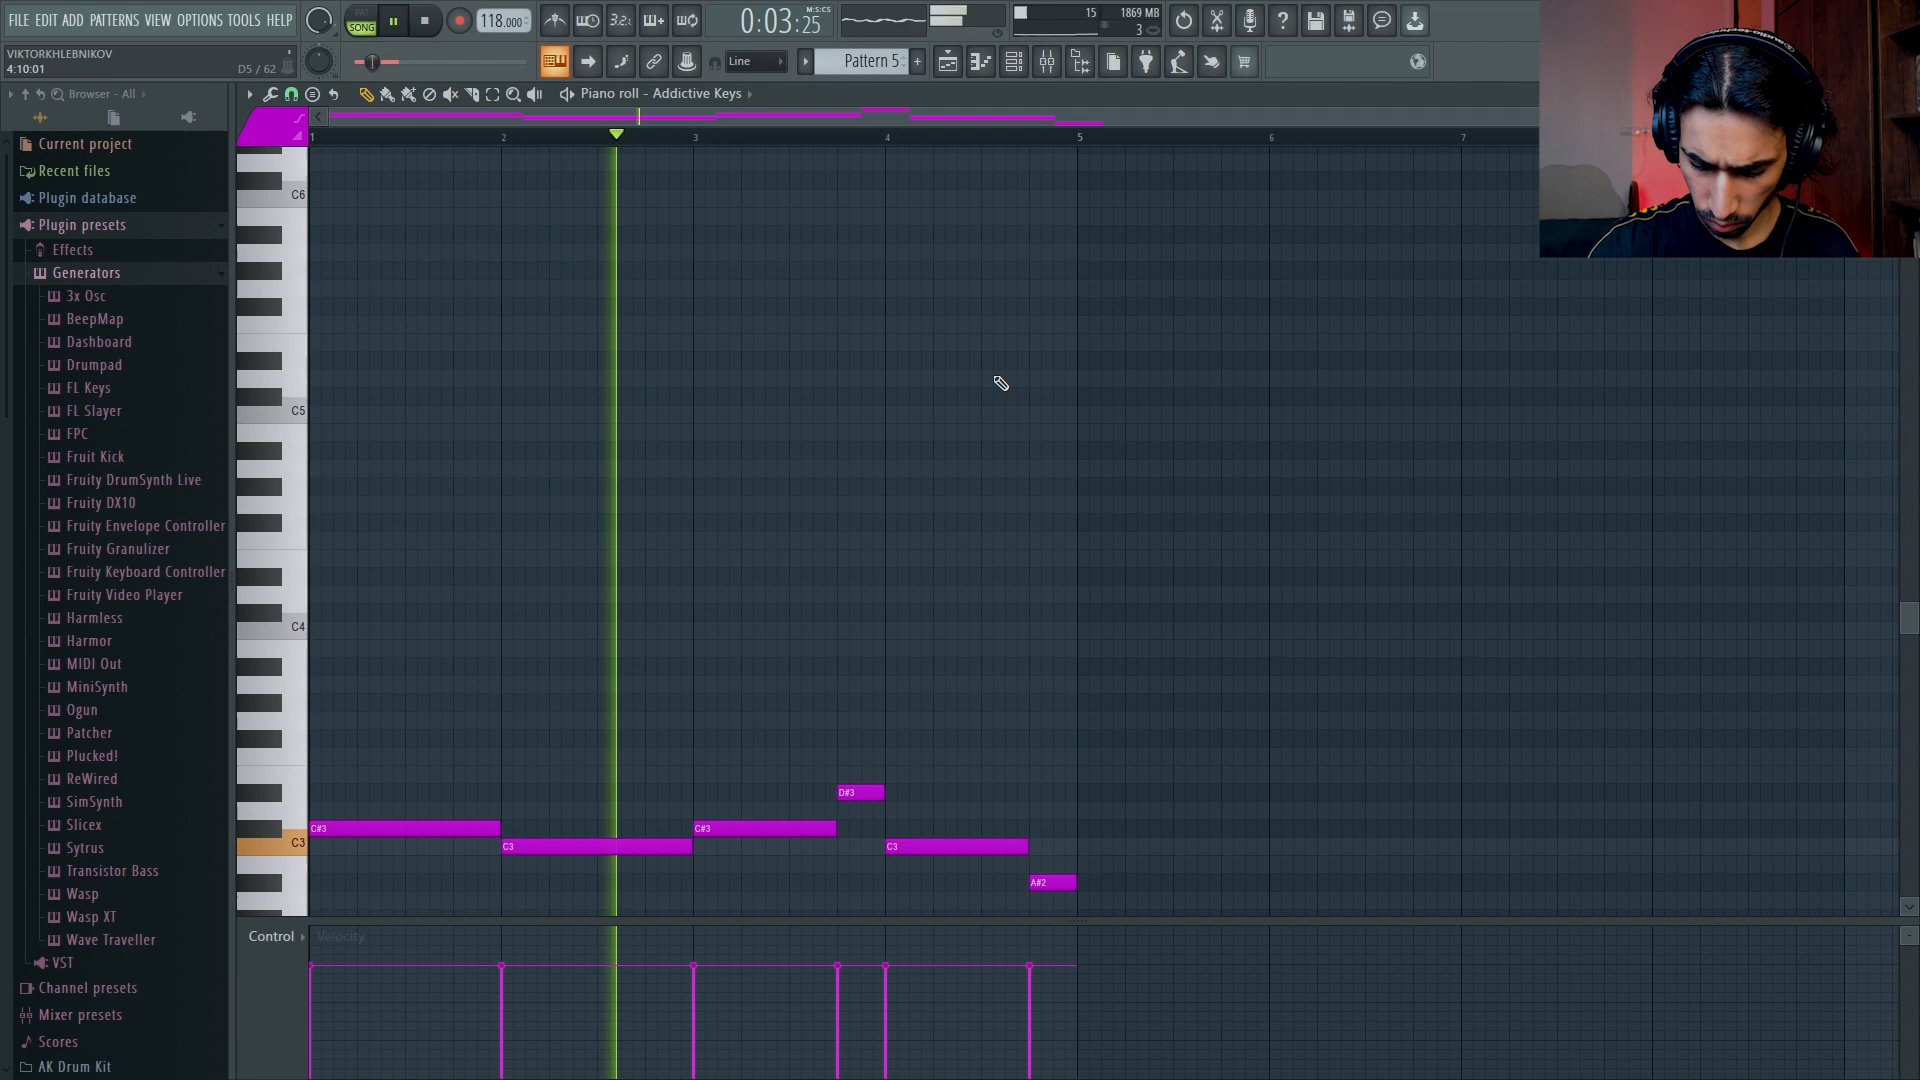 FILE EDIT ADD PATTERNS VIEW OPTIONS TOOLS HELP
PAT
SONG
118.000
3.2.
0:03:25
M:S:CS
15
1869 MB
3
VIKTORKHLEBNIKOV
4:10:01
D5 / 62
Line
Pattern 5
+
Browser - All
Piano roll - Addictive Keys
1 2 3 4 5 6 7
Current project
Recent files
Plugin database
Plugin presets
Effects
Generators
3x Osc
BeepMap
Dashboard
Drumpad
FL Keys
FL Slayer
FPC
Fruit Kick
Fruity DrumSynth Live
Fruity DX10
Fruity Envelope Controller
Fruity Granulizer
Fruity Keyboard Controller
Fruity Video Player
Harmless
Harmor
MIDI Out
MiniSynth
Ogun
Patcher
Plucked!
ReWired
SimSynth
Slicex
Sytrus
Transistor Bass
Wasp
Wasp XT
Wave Traveller
VST
Channel presets
Mixer presets
Scores
AK Drum Kit
C6
C5
C4
C3
D#3
C#3
C#3
C3
C3
A#2
Control
Velocity
audio-technica